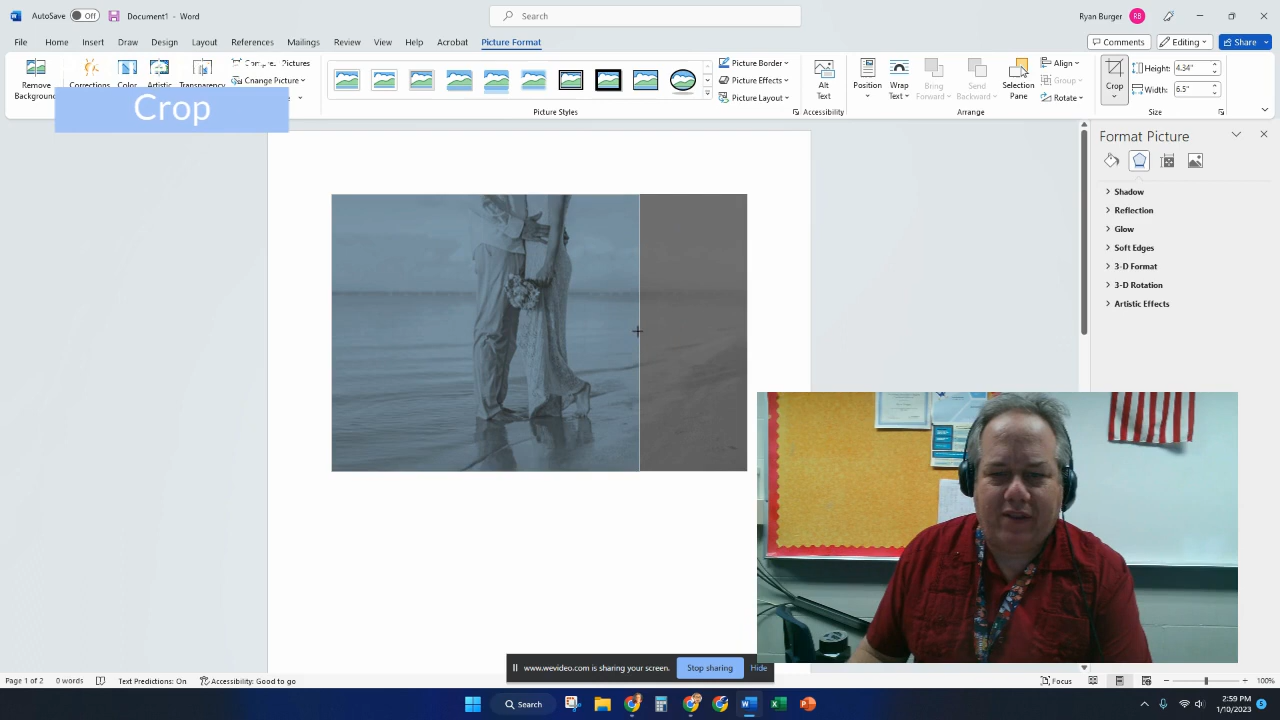 AutoSave Off Document1 - Word Search Ryan Burger RB
File Home Insert Draw Design Layout References Mailings Review View Help Acrobat Picture Format Comments Editing Share
Remove Background
Corrections Color Artistic Transparency
Change Picture
Crop
Picture Border
Picture Effects
Picture Layout
Picture Styles
Alt Text
Accessibility
Position Wrap Text Bring Forward Send Backward Selection Pane
Align
Group
Rotate
Arrange
Crop
Height: 4.34"
Width: 6.5"
Size
Format Picture
Shadow
Reflection
Glow
Soft Edges
3-D Format
3-D Rotation
Artistic Effects
www.wevideo.com is sharing your screen. Stop sharing Hide
Page 1 of 2 0 words Text Predictions: On Accessibility: Good to go Focus 100%
Search
2:59 PM
1/10/2023